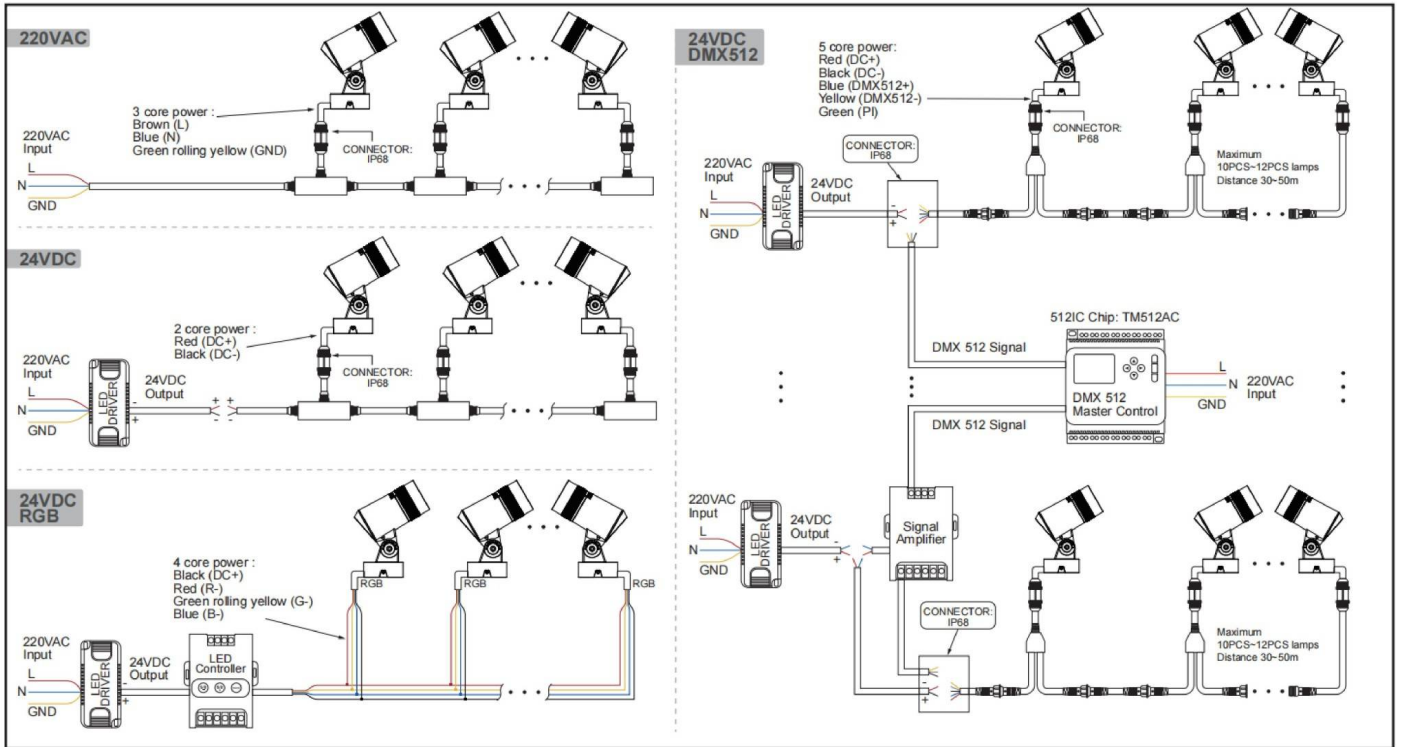 220VAC
3 core power :
Brown (L)
Blue (N)
Green rolling yellow (GND)
CONNECTOR:
IP68
220VAC
Input
L
N
GND
24VDC
2 core power :
Red (DC+)
Black (DC-)
CONNECTOR:
IP68
220VAC
Input
L
N
GND
LED
DRIVER
24VDC
Output
-
+
+ +
- -
24VDC
RGB
4 core power :
Black (DC+)
Red (R-)
Green rolling yellow (G-)
Blue (B-)
RGB
RGB
RGB
220VAC
Input
L
N
GND
LED
DRIVER
24VDC
Output
-
+
LED
Controller
24VDC
DMX512
5 core power:
Red (DC+)
Black (DC-)
Blue (DMX512+)
Yellow (DMX512-)
Green (PI)
CONNECTOR:
IP68
CONNECTOR:
IP68
Maximum
10PCS~12PCS lamps
Distance 30~50m
220VAC
Input
L
N
GND
LED
DRIVER
24VDC
Output
-
+
512IC Chip: TM512AC
DMX 512 Signal
DMX 512
Master Control
L
N
GND
220VAC
Input
DMX 512 Signal
220VAC
Input
L
N
GND
LED
DRIVER
24VDC
Output
-
+
Signal
Amplifier
CONNECTOR:
IP68
-
+
Maximum
10PCS~12PCS lamps
Distance 30~50m